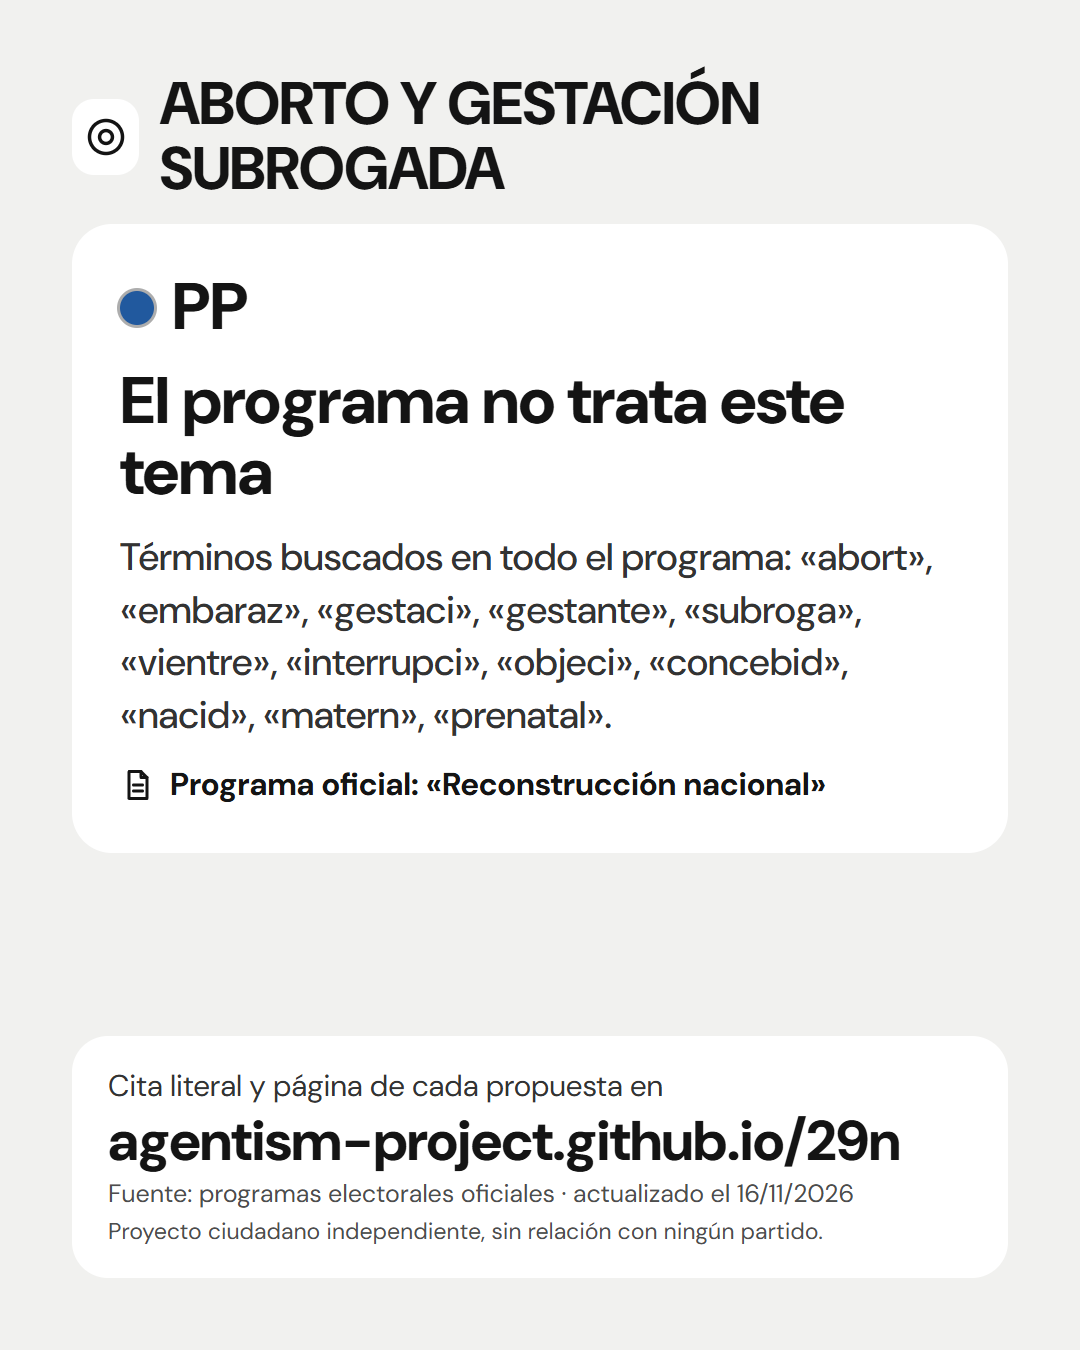 ABORTO Y GESTACIÓN
SUBROGADA
PP
El programa no trata este
tema
Términos buscados en todo el programa: «abort»,
«embaraz», «gestaci», «gestante», «subroga»,
«vientre», «interrupci», «objeci», «concebid»,
«nacid», «matern», «prenatal».
Programa oficial: «Reconstrucción nacional»
Cita literal y página de cada propuesta en
agentism-project.github.io/29n
Fuente: programas electorales oficiales · actualizado el 16/11/2026
Proyecto ciudadano independiente, sin relación con ningún partido.